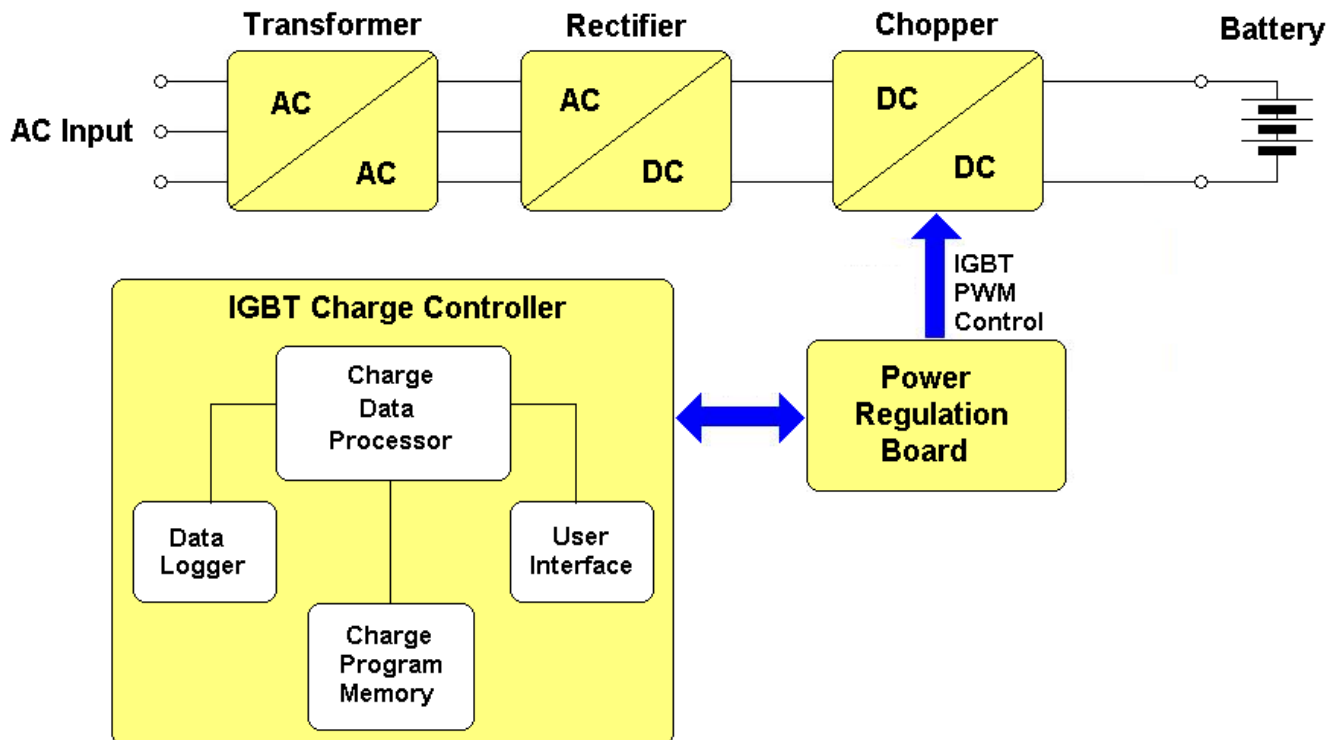 Transformer
Rectifier
Chopper
Battery
AC Input
AC
AC
AC
DC
DC
DC
IGBT
PWM
Control
IGBT Charge Controller
Charge
Data
Processor
Data
Logger
User
Interface
Charge
Program
Memory
Power
Regulation
Board